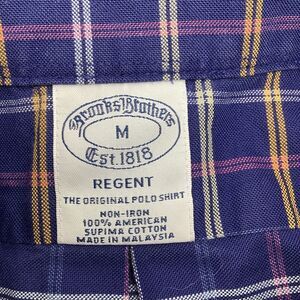 Brooks Brothers
M
Est. 1818
REGENT
THE ORIGINAL POLO SHIRT
NON-IRON
100% AMERICAN
SUPIMA COTTON
MADE IN MALAYSIA